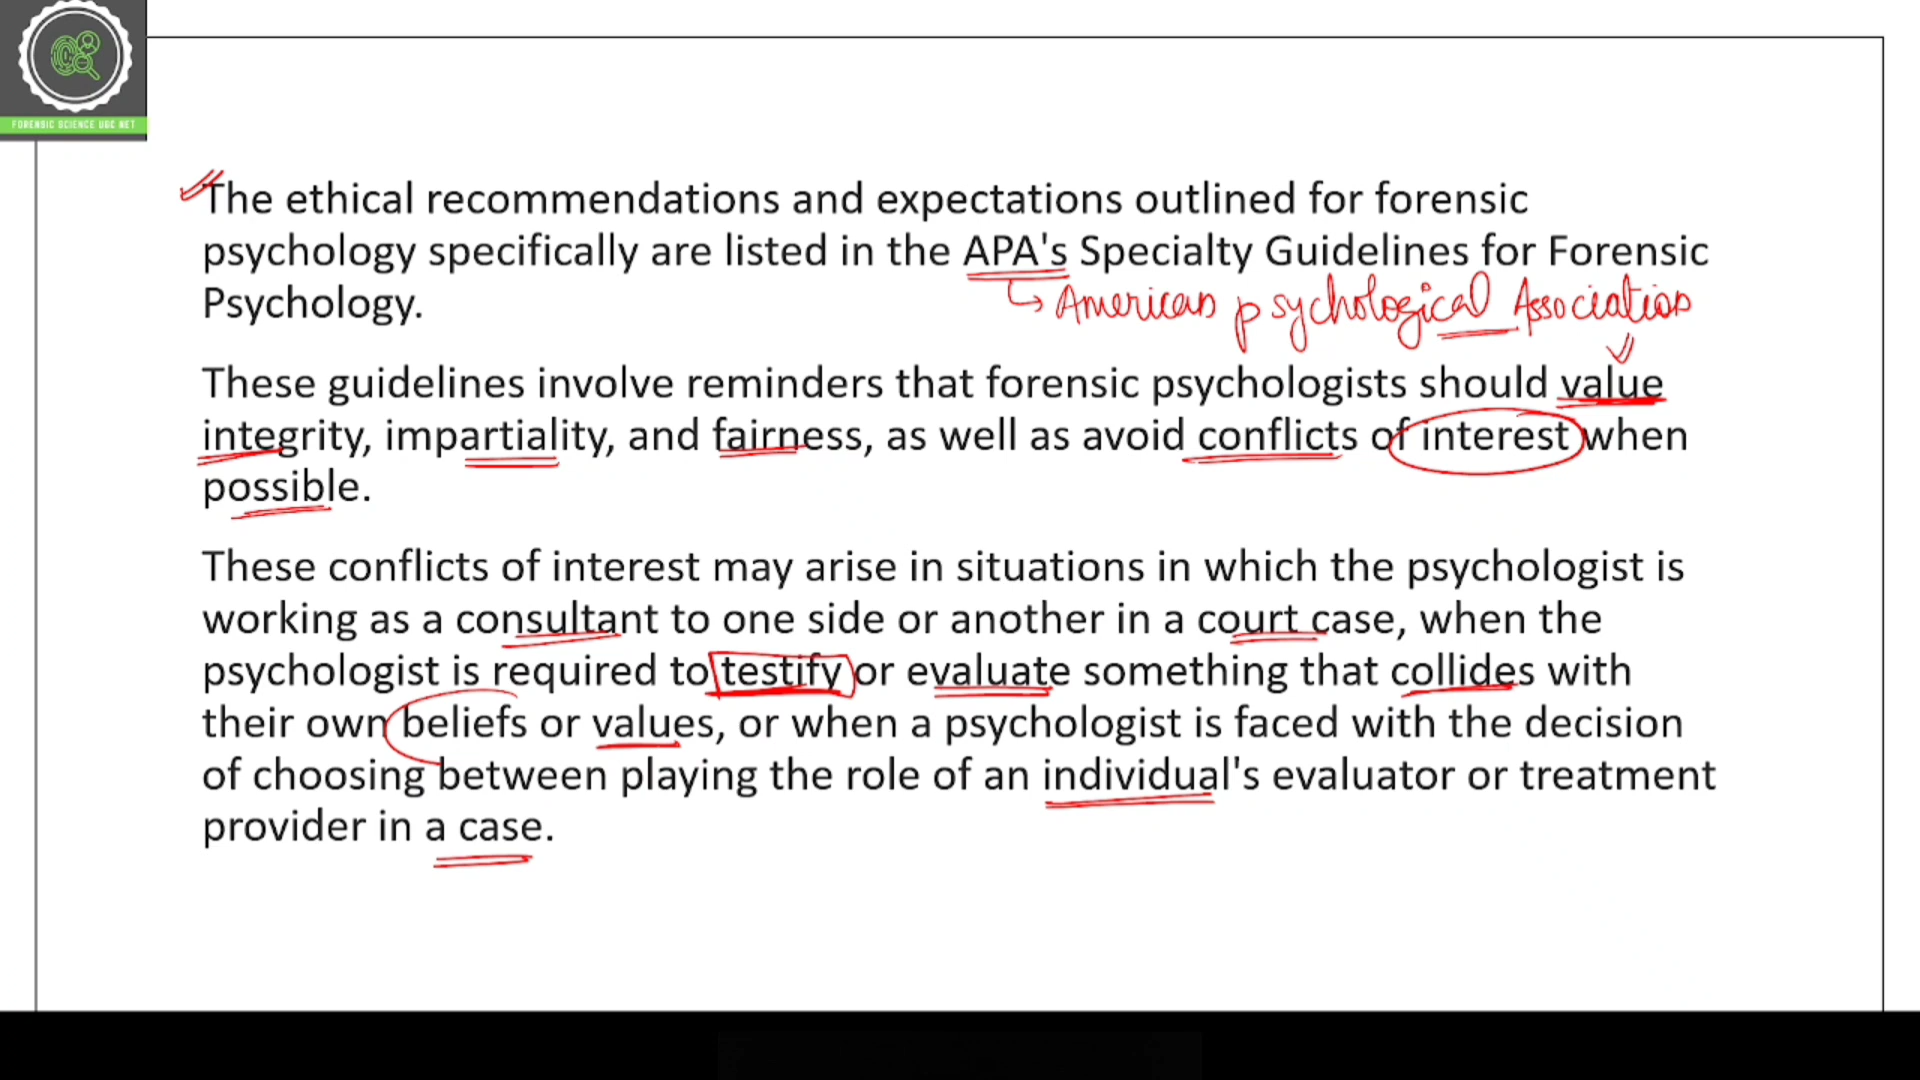 FORENSIC SCIENCE UGC NET
The ethical recommendations and expectations outlined for forensic
psychology specifically are listed in the APA's Specialty Guidelines for Forensic
Psychology.
American psychological Association
These guidelines involve reminders that forensic psychologists should value
integrity, impartiality, and fairness, as well as avoid conflicts of interest when
possible.
These conflicts of interest may arise in situations in which the psychologist is
working as a consultant to one side or another in a court case, when the
psychologist is required to testify or evaluate something that collides with
their own beliefs or values, or when a psychologist is faced with the decision
of choosing between playing the role of an individual's evaluator or treatment
provider in a case.